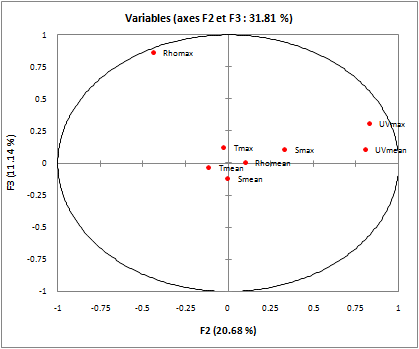 Variables (axes F2 et F3 : 31.81 %)
1
0.75
0.5
0.25
0
-0.25
-0.5
-0.75
-1
F3 (11.14 %)
Rhomax
UVmax
Tmax
Smax
UVmean
Rhomean
Tmean
Smean
-1
-0.75
-0.5
-0.25
0
0.25
0.5
0.75
1
F2 (20.68 %)